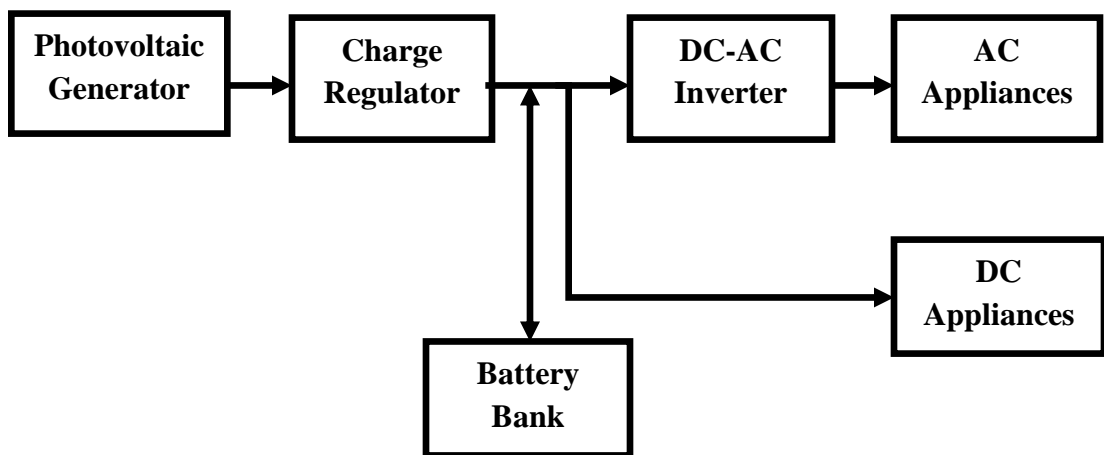 Photovoltaic
Generator
Charge
Regulator
DC-AC
Inverter
AC
Appliances
DC
Appliances
Battery
Bank